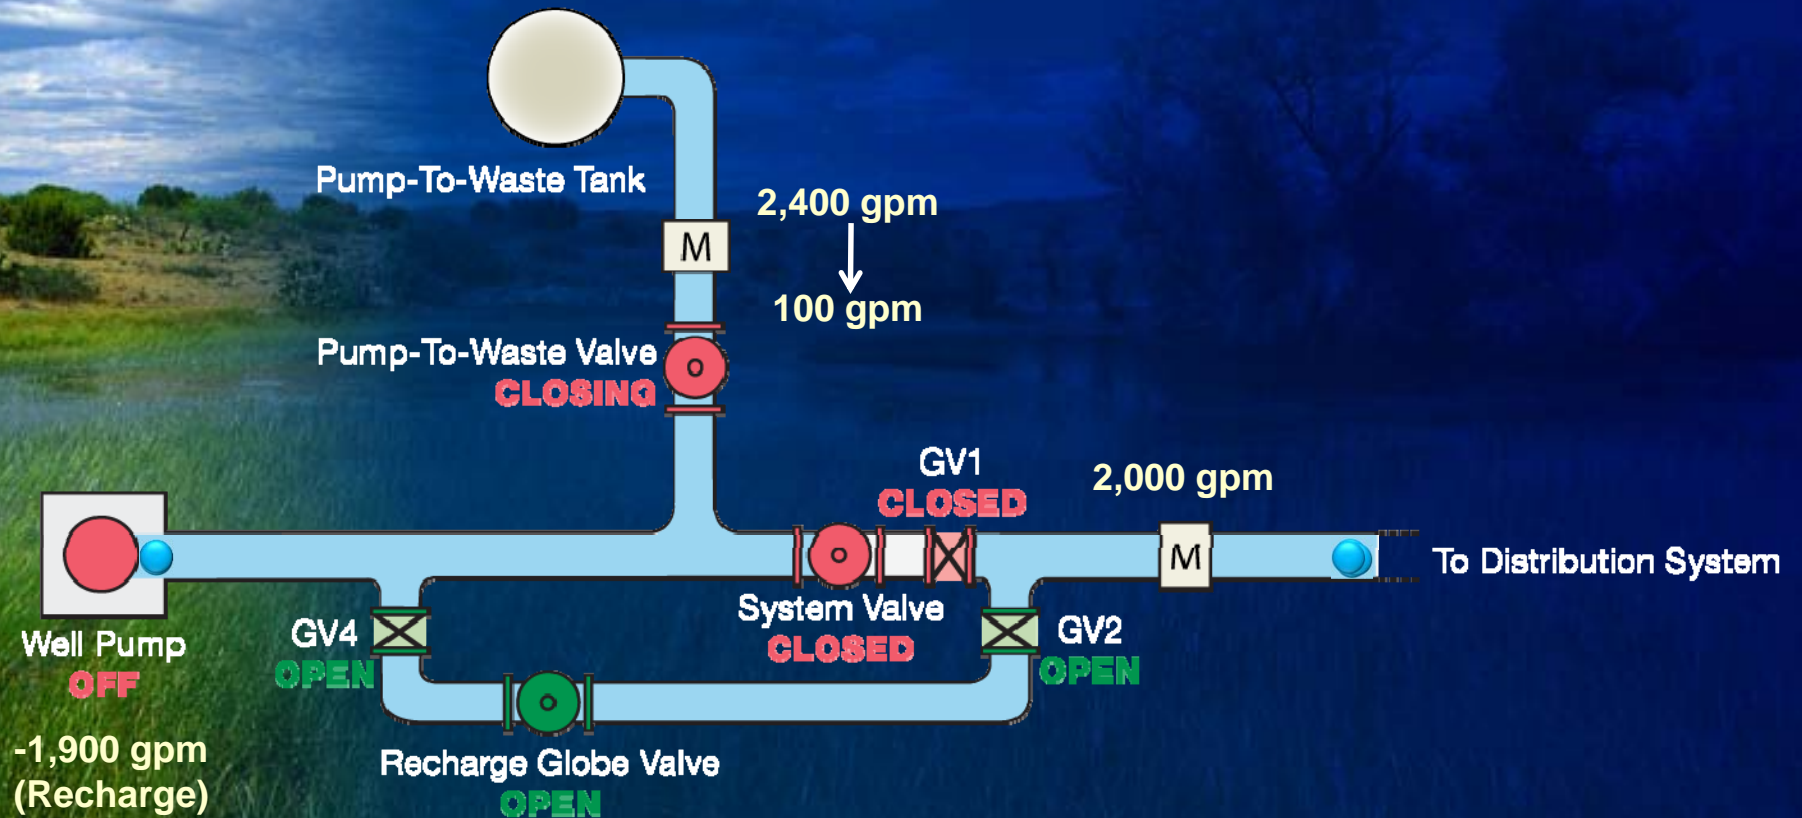 Pump-To-Waste Tank
2,400 gpm
M
100 gpm
Pump-To-Waste Valve
CLOSING
GV1
CLOSED
2,000 gpm
M
To Distribution System
System Valve
CLOSED
GV2
OPEN
GV4
OPEN
Well Pump
OFF
-1,900 gpm
(Recharge)
Recharge Globe Valve
OPEN